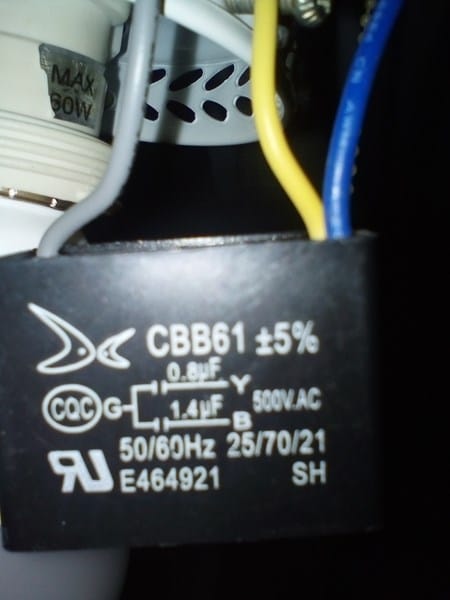 MAX
60W
CBB61 ±5%
0.8µF
Y
CQC G 500V.AC
1.4µF
B
50/60Hz 25/70/21
E464921 SH